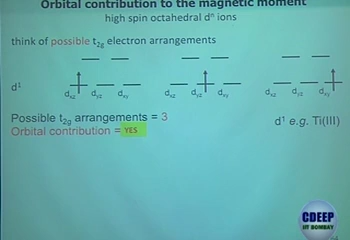 Orbital contribution to the magnetic moment
high spin octahedral dⁿ ions
think of possible t₂g electron arrangements
d¹
dxz dyz dxy dxz dyz dxy dxz dyz dxy
Possible t₂g arrangements = 3
Orbital contribution = YES
d¹ e.g. Ti(III)
CDEEP
IIT BOMBAY